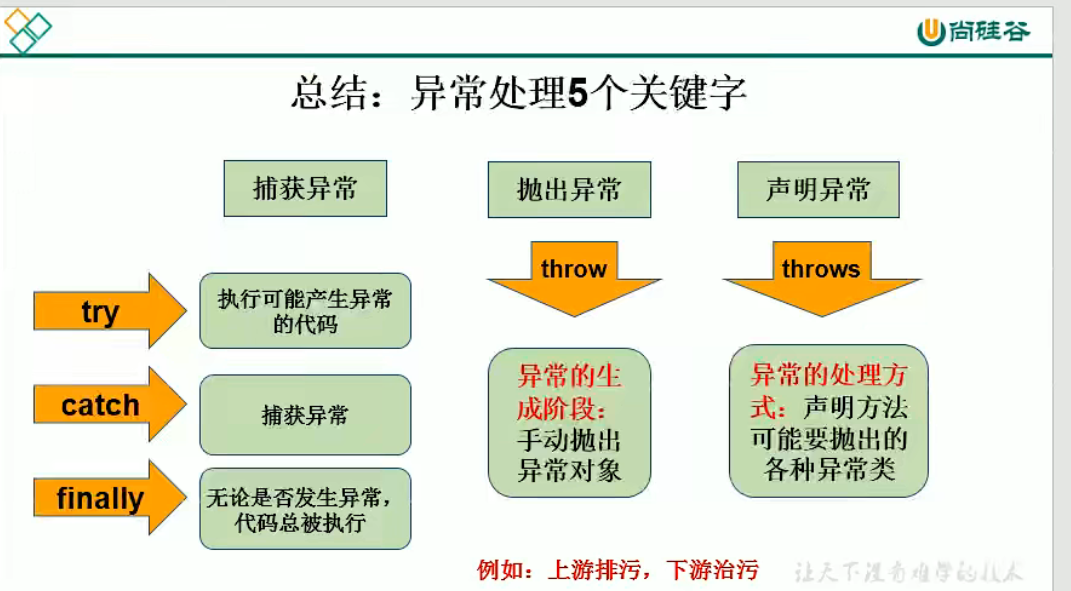 尚硅谷
总结：异常处理5个关键字
捕获异常
抛出异常
声明异常
throw
throws
try
执行可能产生异常
的代码
catch
捕获异常
finally
无论是否发生异常，
代码总被执行
异常的生
成阶段：
手动抛出
异常对象
异常的处理方
式：声明方法
可能要抛出的
各种异常类
例如：上游排污，下游治污
让天下没有难学的技术